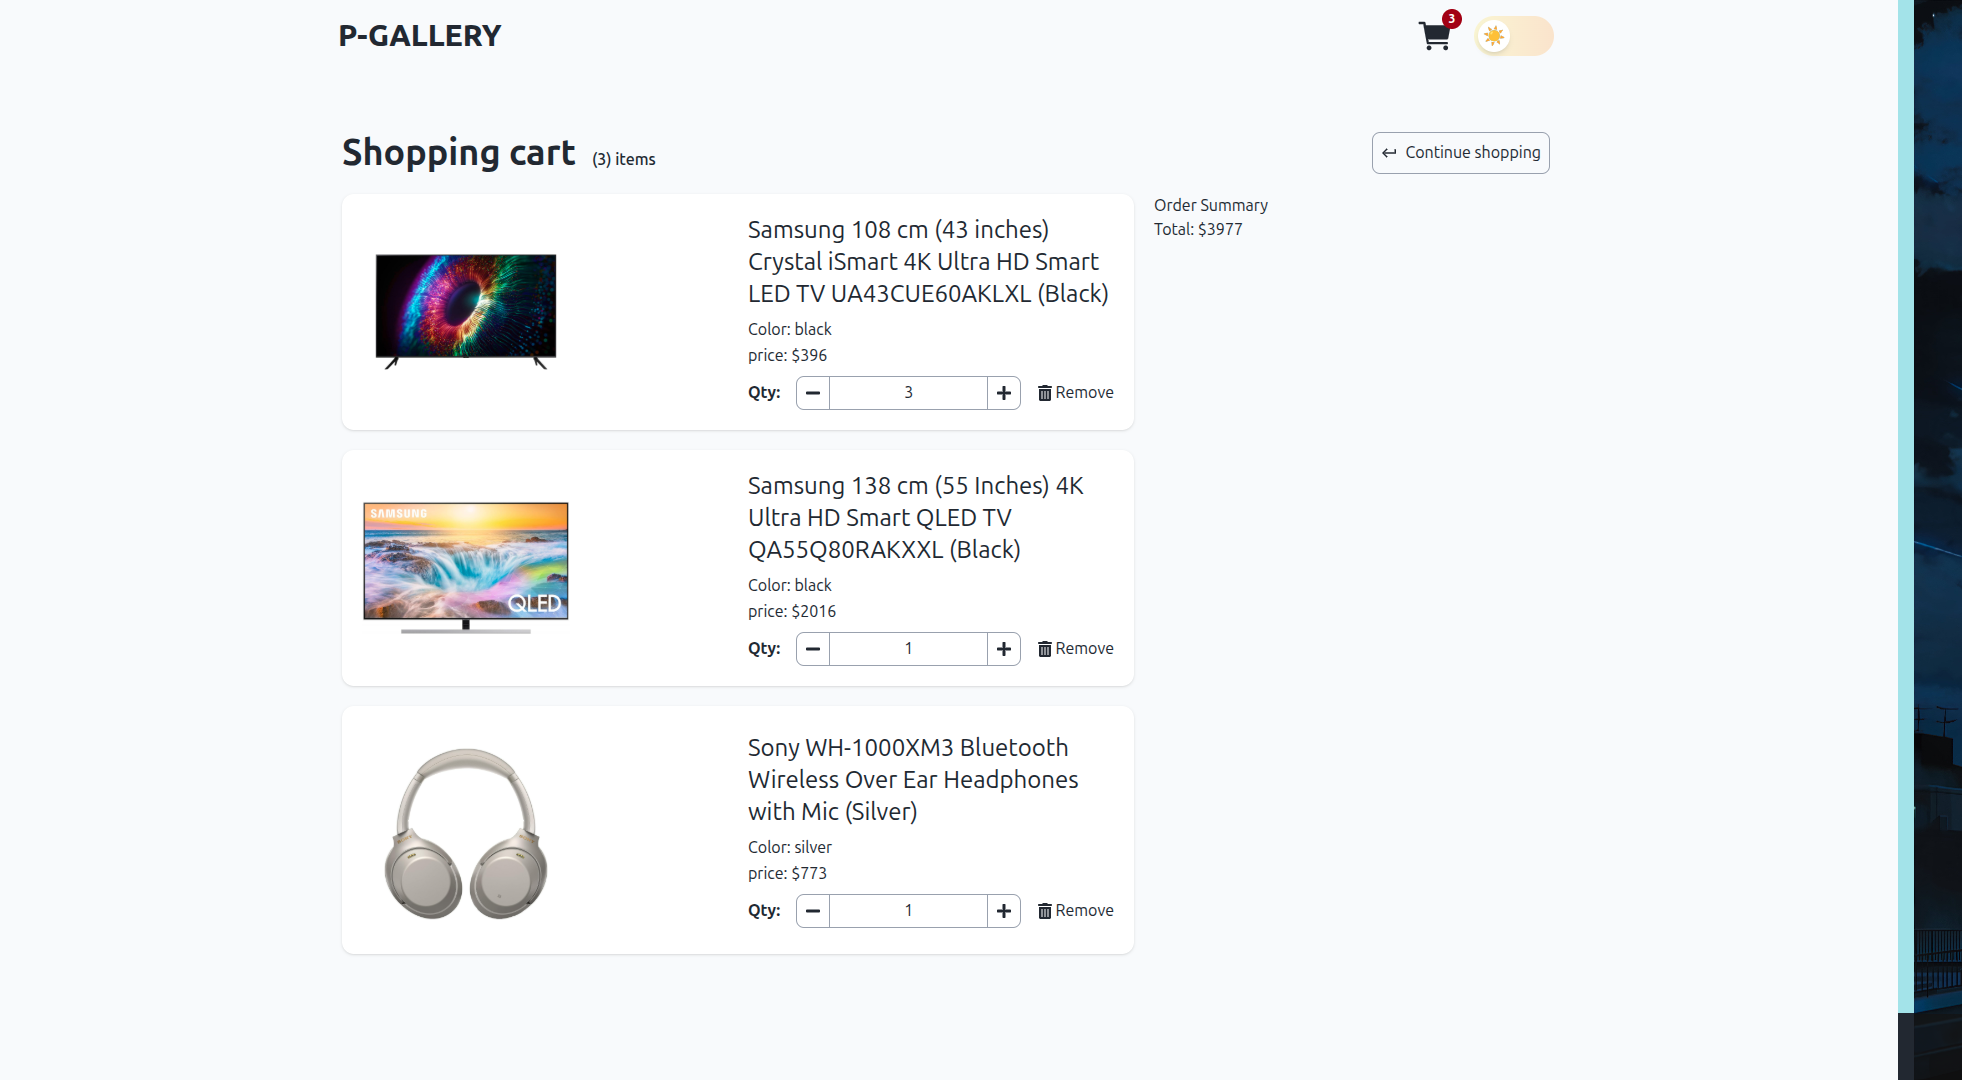 P-GALLERY
3
Shopping cart (3) items
Continue shopping
Samsung 108 cm (43 inches)
Crystal iSmart 4K Ultra HD Smart
LED TV UA43CUE60AKLXL (Black)
Color: black
price: $396
Qty: 3 Remove
Order Summary
Total: $3977
SAMSUNG
QLED
Samsung 138 cm (55 Inches) 4K
Ultra HD Smart QLED TV
QA55Q80RAKXXL (Black)
Color: black
price: $2016
Qty: 1 Remove
Sony WH-1000XM3 Bluetooth
Wireless Over Ear Headphones
with Mic (Silver)
Color: silver
price: $773
Qty: 1 Remove